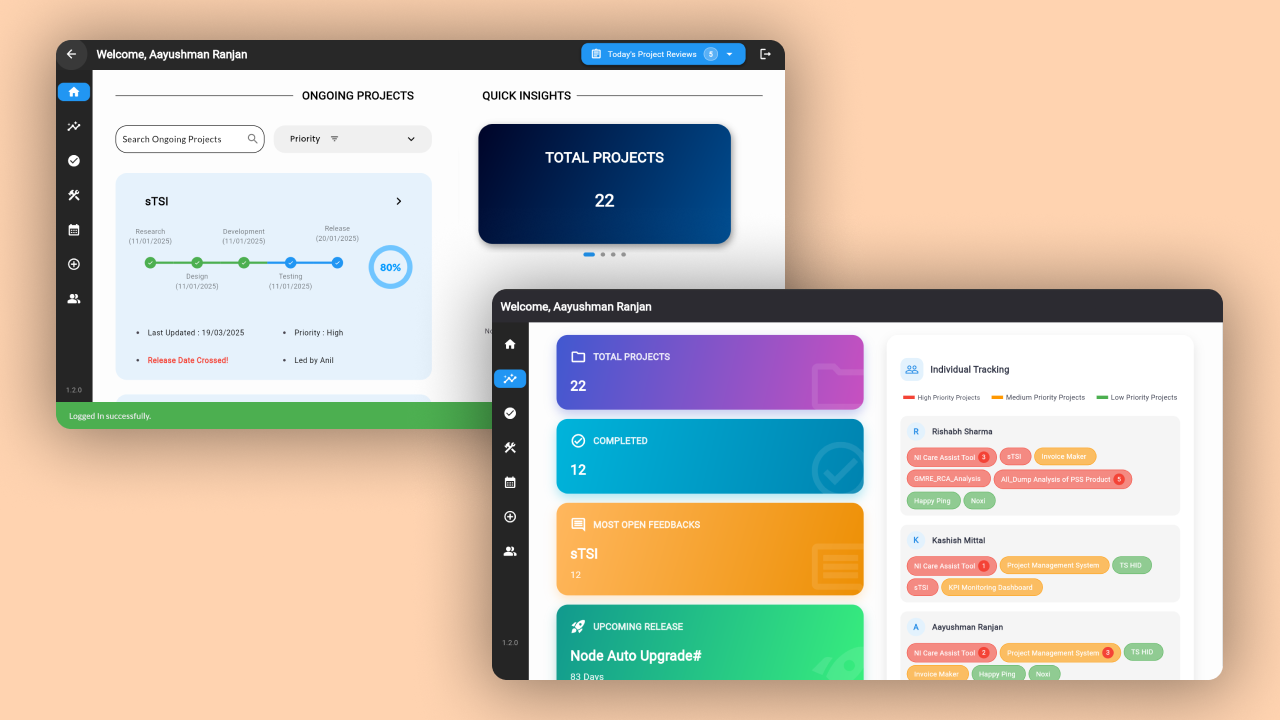 Welcome, Aayushman Ranjan
Today's Project Reviews 5
ONGOING PROJECTS
Search Ongoing Projects
Priority
sTSI
Research
(11/01/2025)
Development
(11/01/2025)
Release
(20/01/2025)
Design
(11/01/2025)
Testing
(11/01/2025)
80%
• Last Updated : 19/03/2025
• Priority : High
• Release Date Crossed!
• Led by Anil
1.2.0
Logged In successfully.
QUICK INSIGHTS
TOTAL PROJECTS
22
Welcome, Aayushman Ranjan
1.2.0
TOTAL PROJECTS
22
COMPLETED
12
MOST OPEN FEEDBACKS
sTSI
12
UPCOMING RELEASE
Node Auto Upgrade#
83 Days
Individual Tracking
High Priority Projects
Medium Priority Projects
Low Priority Projects
R Rishabh Sharma
NI Care Assist Tool 3
sTSI
Invoice Maker
GMRE_RCA_Analysis
All_Dump Analysis of PSS Product 5
Happy Ping
Noxi
K Kashish Mittal
NI Care Assist Tool 1
Project Management System
TS HID
sTSI
KPI Monitoring Dashboard
A Aayushman Ranjan
NI Care Assist Tool 2
Project Management System 3
TS HID
Invoice Maker
Happy Ping
Noxi